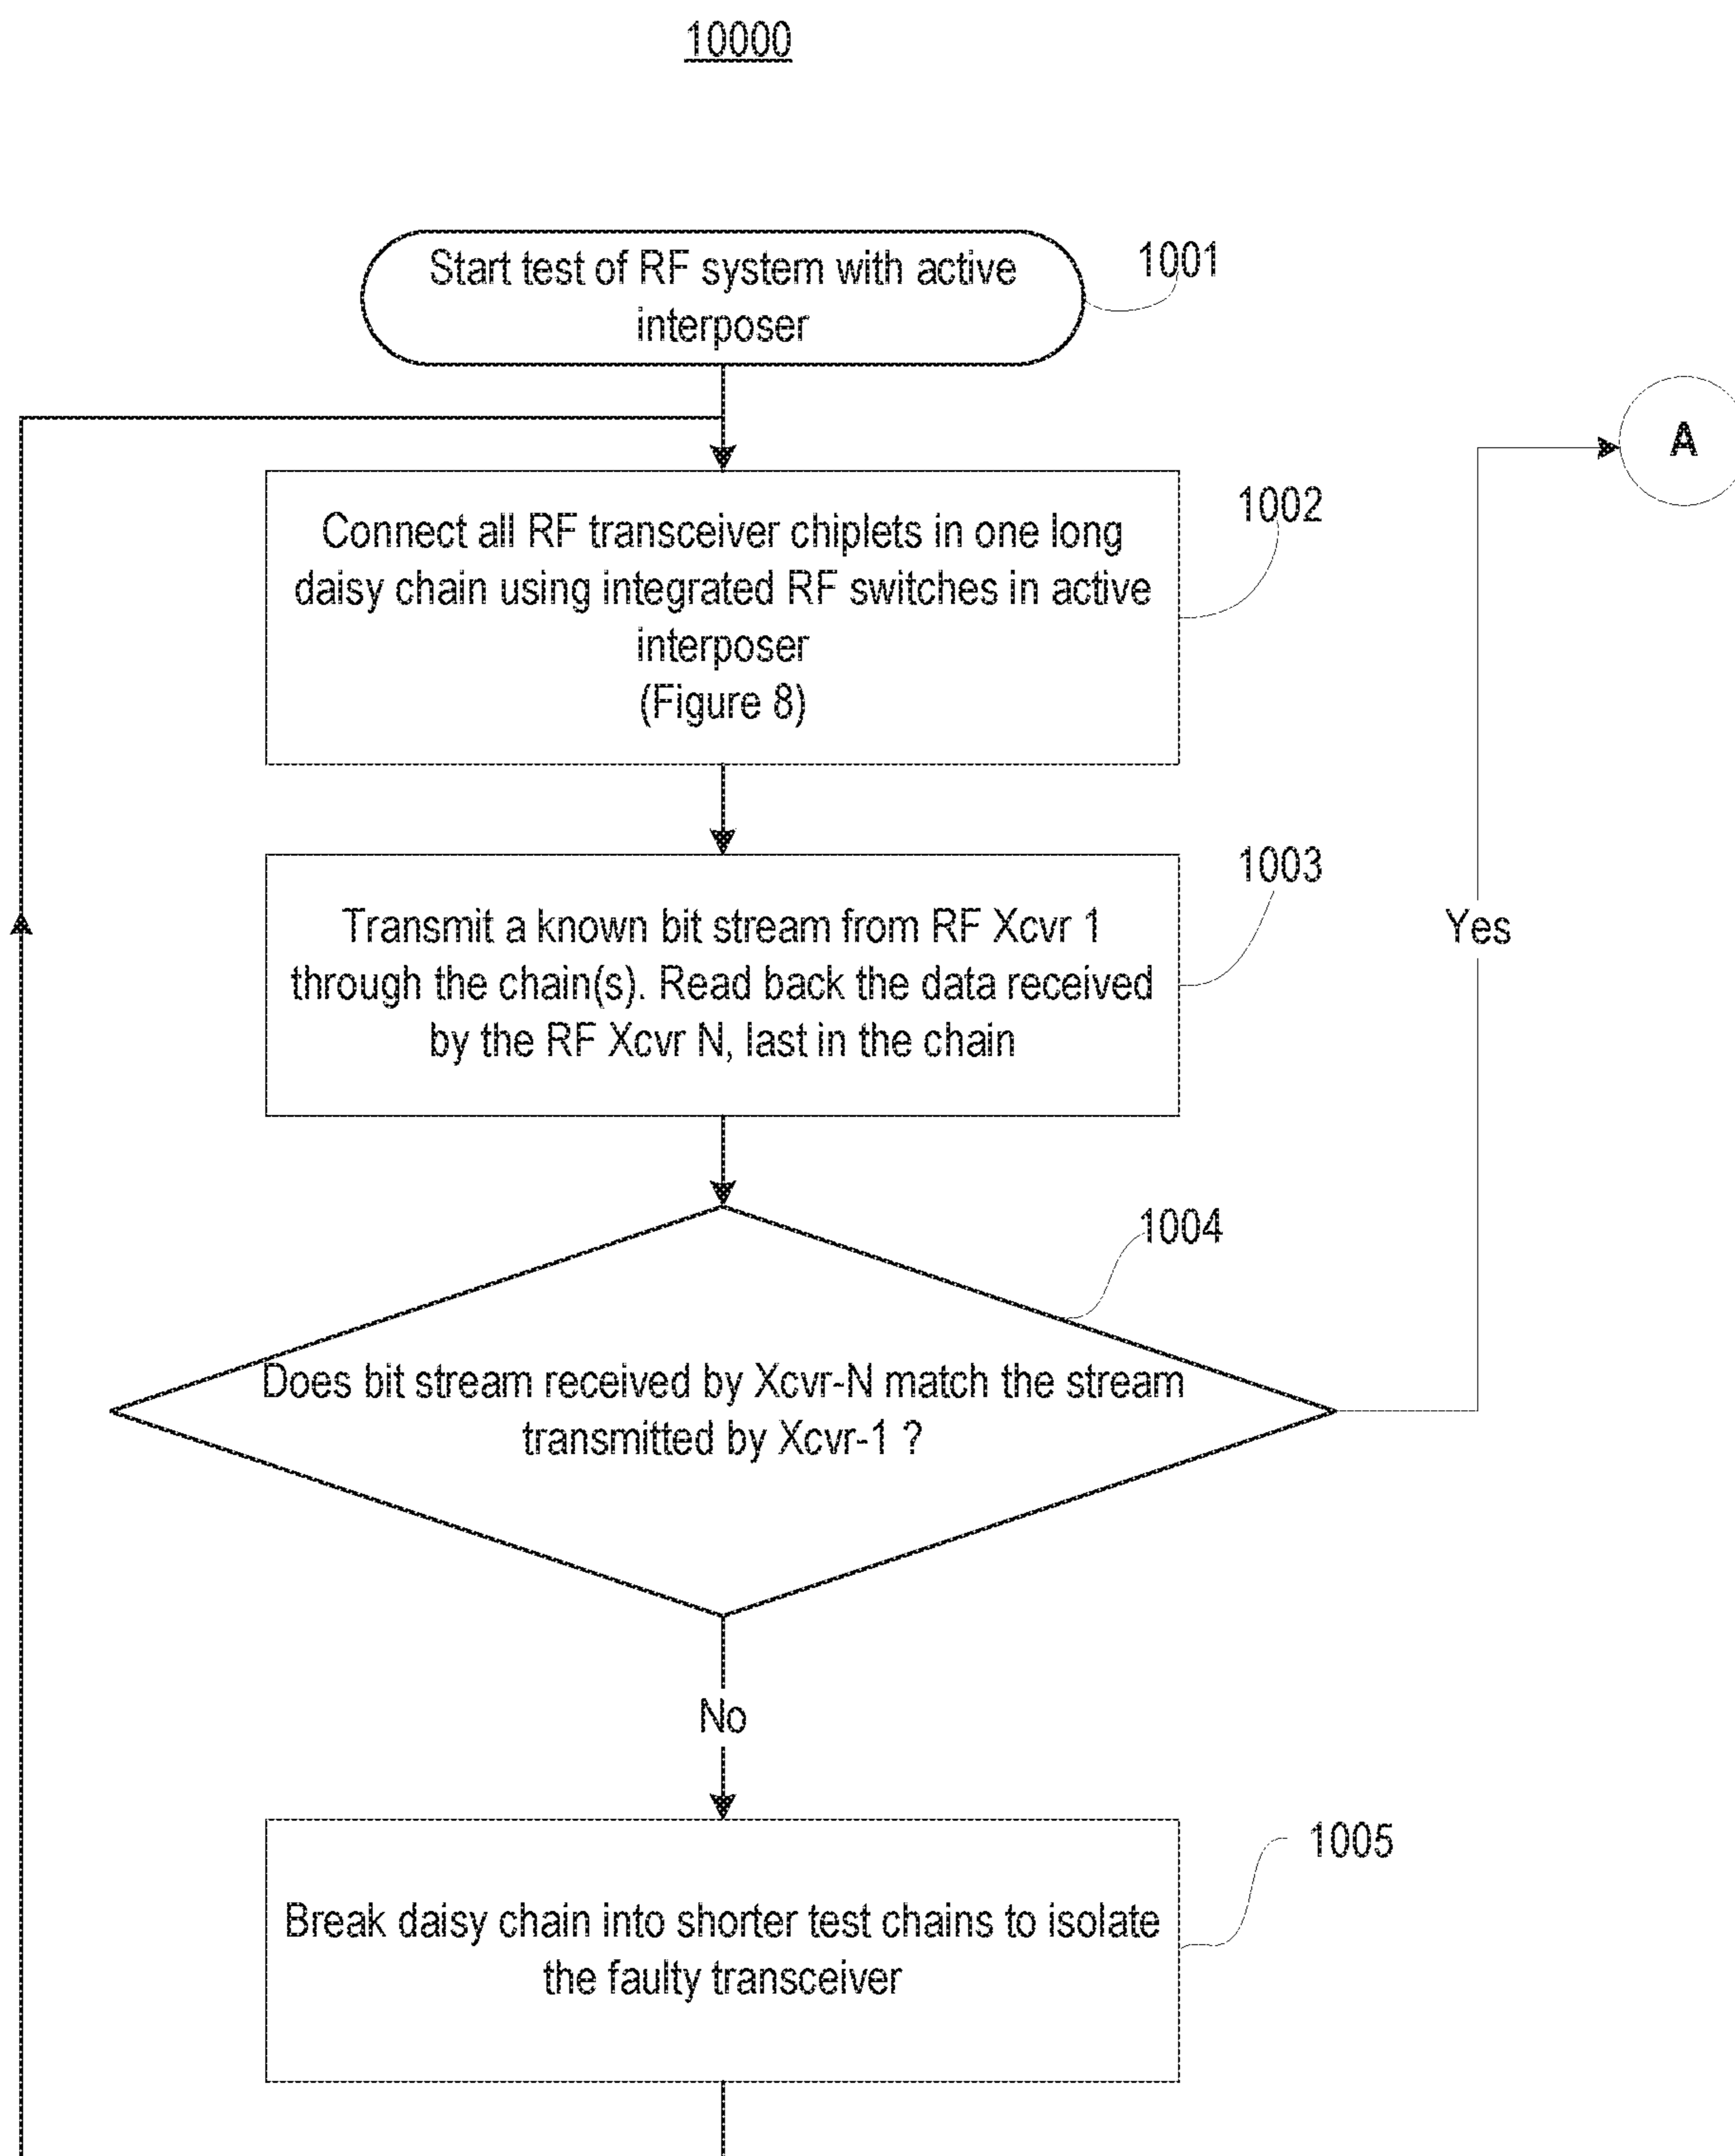 10000
Start test of RF system with active
interposer
1001
A
Connect all RF transceiver chiplets in one long
daisy chain using integrated RF switches in active
interposer
(Figure 8)
1002
Transmit a known bit stream from RF Xcvr 1
through the chain(s). Read back the data received
by the RF Xcvr N, last in the chain
1003
Yes
Does bit stream received by Xcvr-N match the stream
transmitted by Xcvr-1 ?
1004
No
Break daisy chain into shorter test chains to isolate
the faulty transceiver
1005